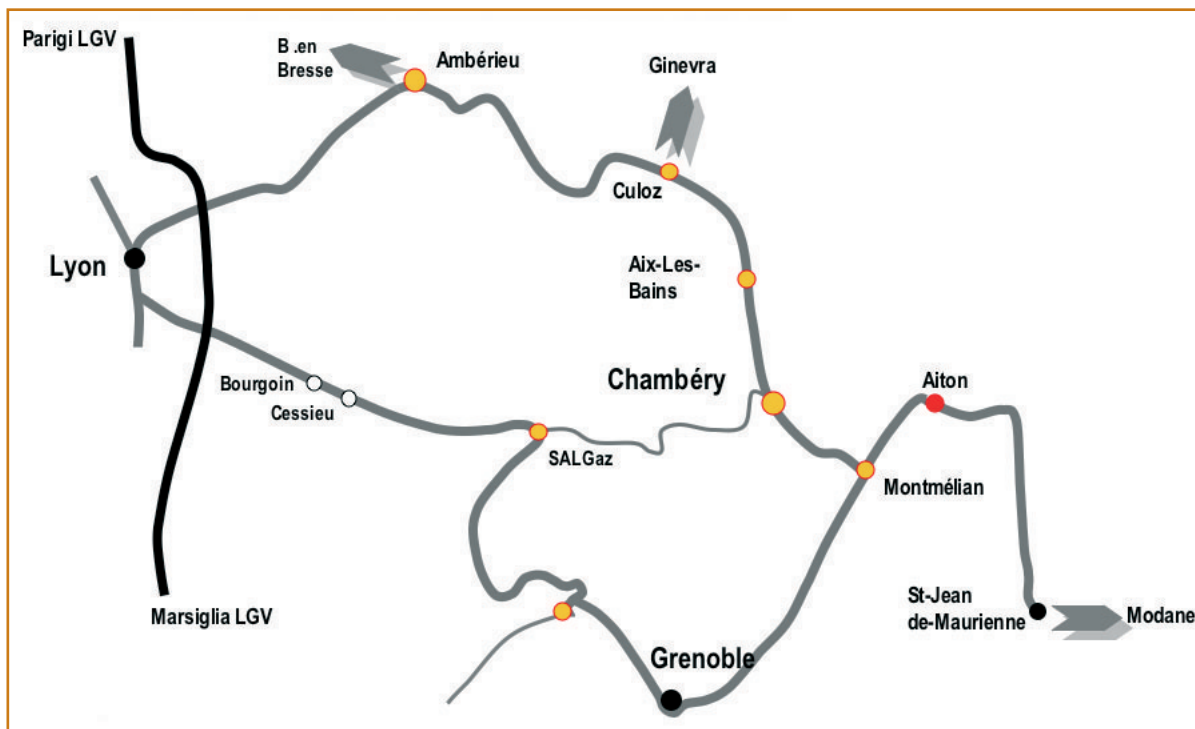 Parigi LGV
B .en
Bresse
Ambérieu
Ginevra
Culoz
Lyon
Aix-Les-
Bains
Bourgoin
Cessieu
Chambéry
Aiton
SALGaz
Montmélian
Marsiglia LGV
St-Jean
de-Maurienne
Modane
Grenoble